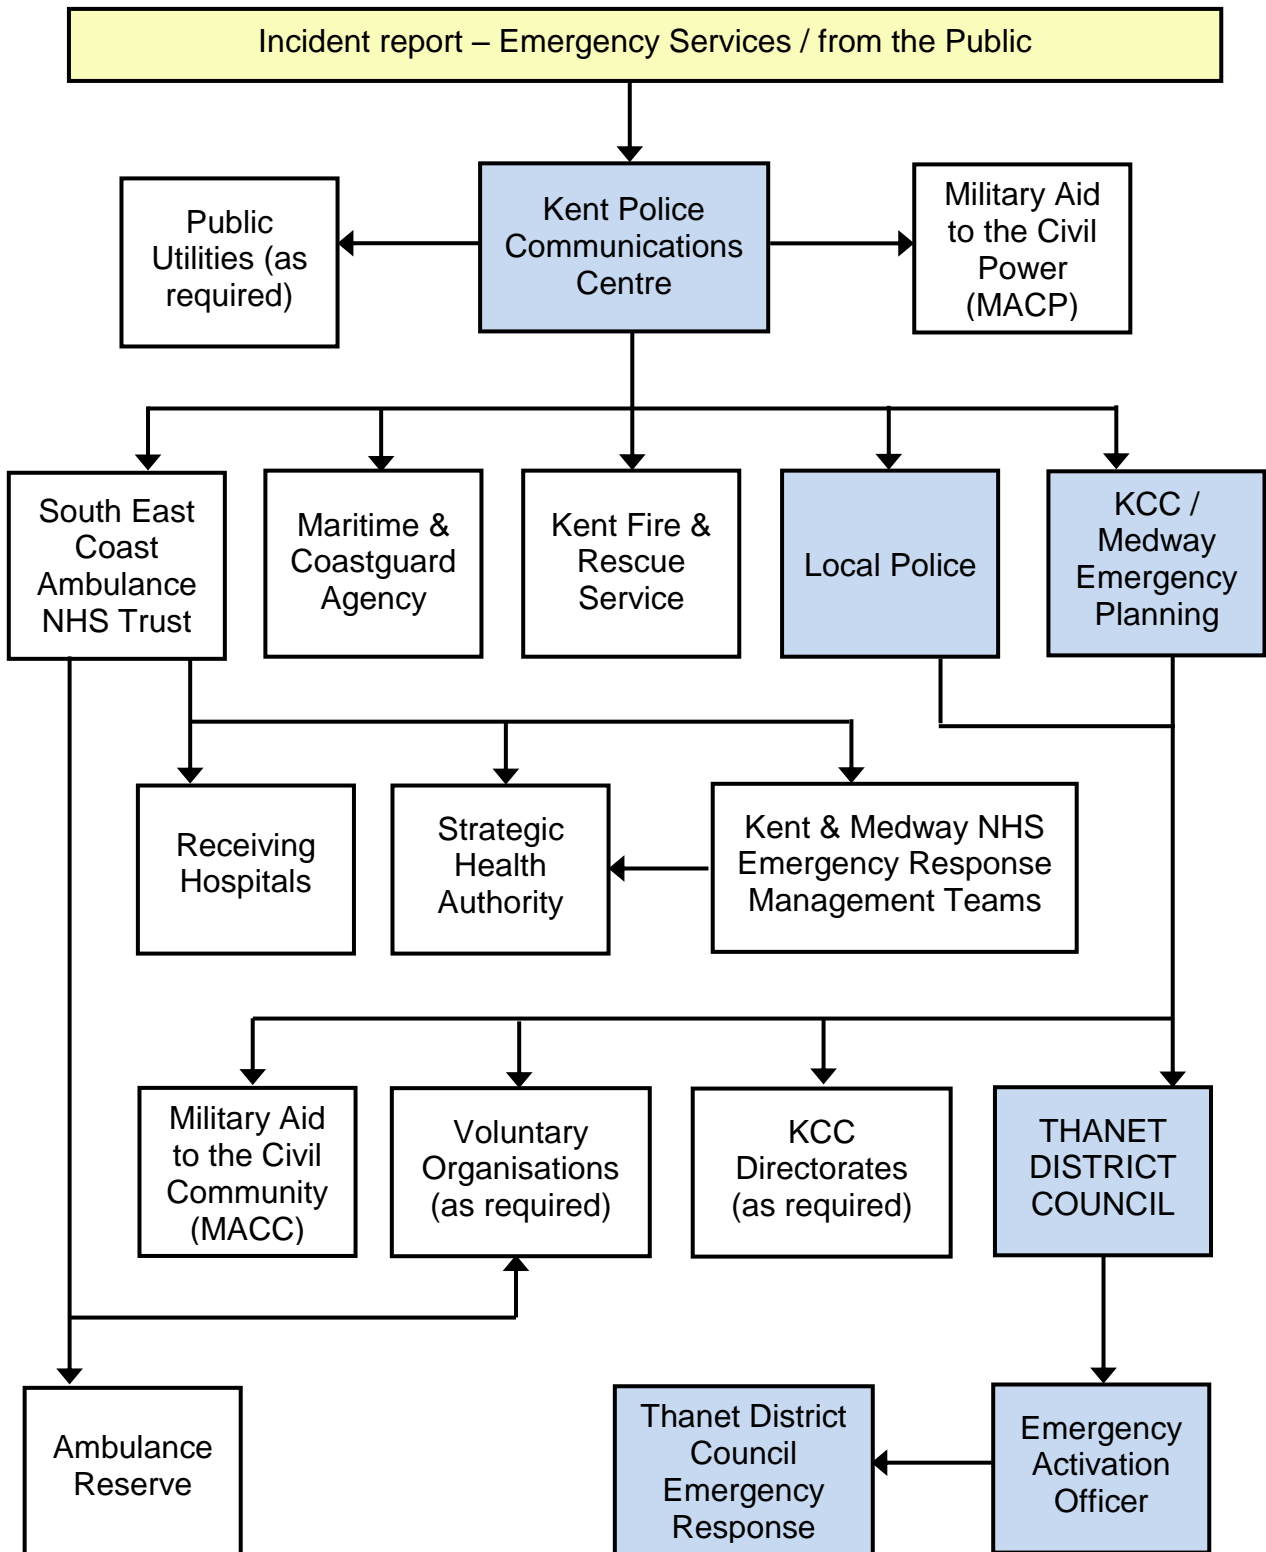 Incident report – Emergency Services / from the Public
Public
Utilities (as
required)
Kent Police
Communications
Centre
Military Aid
to the Civil
Power
(MACP)
South East
Coast
Ambulance
NHS Trust
Maritime &
Coastguard
Agency
Kent Fire &
Rescue
Service
Local Police
KCC /
Medway
Emergency
Planning
Receiving
Hospitals
Strategic
Health
Authority
Kent & Medway NHS
Emergency Response
Management Teams
Military Aid
to the Civil
Community
(MACC)
Voluntary
Organisations
(as required)
KCC
Directorates
(as required)
THANET
DISTRICT
COUNCIL
Ambulance
Reserve
Thanet District
Council
Emergency
Response
Emergency
Activation
Officer